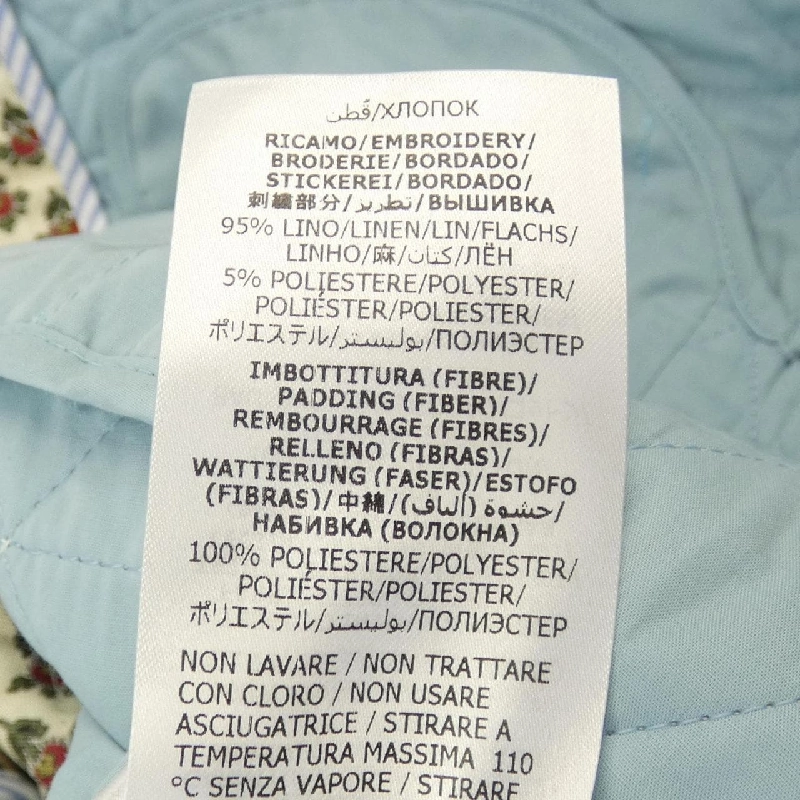 قُطن/ХЛОПОК
RICAMO/EMBROIDERY/
BRODERIE/BORDADO/
STICKEREI/BORDADO/
刺繍部分/تطريز/ВЫШИВКА
95% LINO/LINEN/LIN/FLACHS/
LINHO/麻/كتان/ЛЁН
5% POLIESTERE/POLYESTER/
POLIÉSTER/POLIESTER/
ポリエステル/بوليستر/ПОЛИЭСТЕР
IMBOTTITURA (FIBRE)/
PADDING (FIBER)/
REMBOURRAGE (FIBRES)/
RELLENO (FIBRAS)/
WATTIERUNG (FASER)/ESTOFO
(FIBRAS)/中綿/(ألياف) حشوة/
НАБИВКА (ВОЛОКНА)
100% POLIESTERE/POLYESTER/
POLIÉSTER/POLIESTER/
ポリエステル/بوليستر/ПОЛИЭСТЕР
NON LAVARE / NON TRATTARE
CON CLORO / NON USARE
ASCIUGATRICE / STIRARE A
TEMPERATURA MASSIMA 110
°C SENZA VAPORE / STIRARE